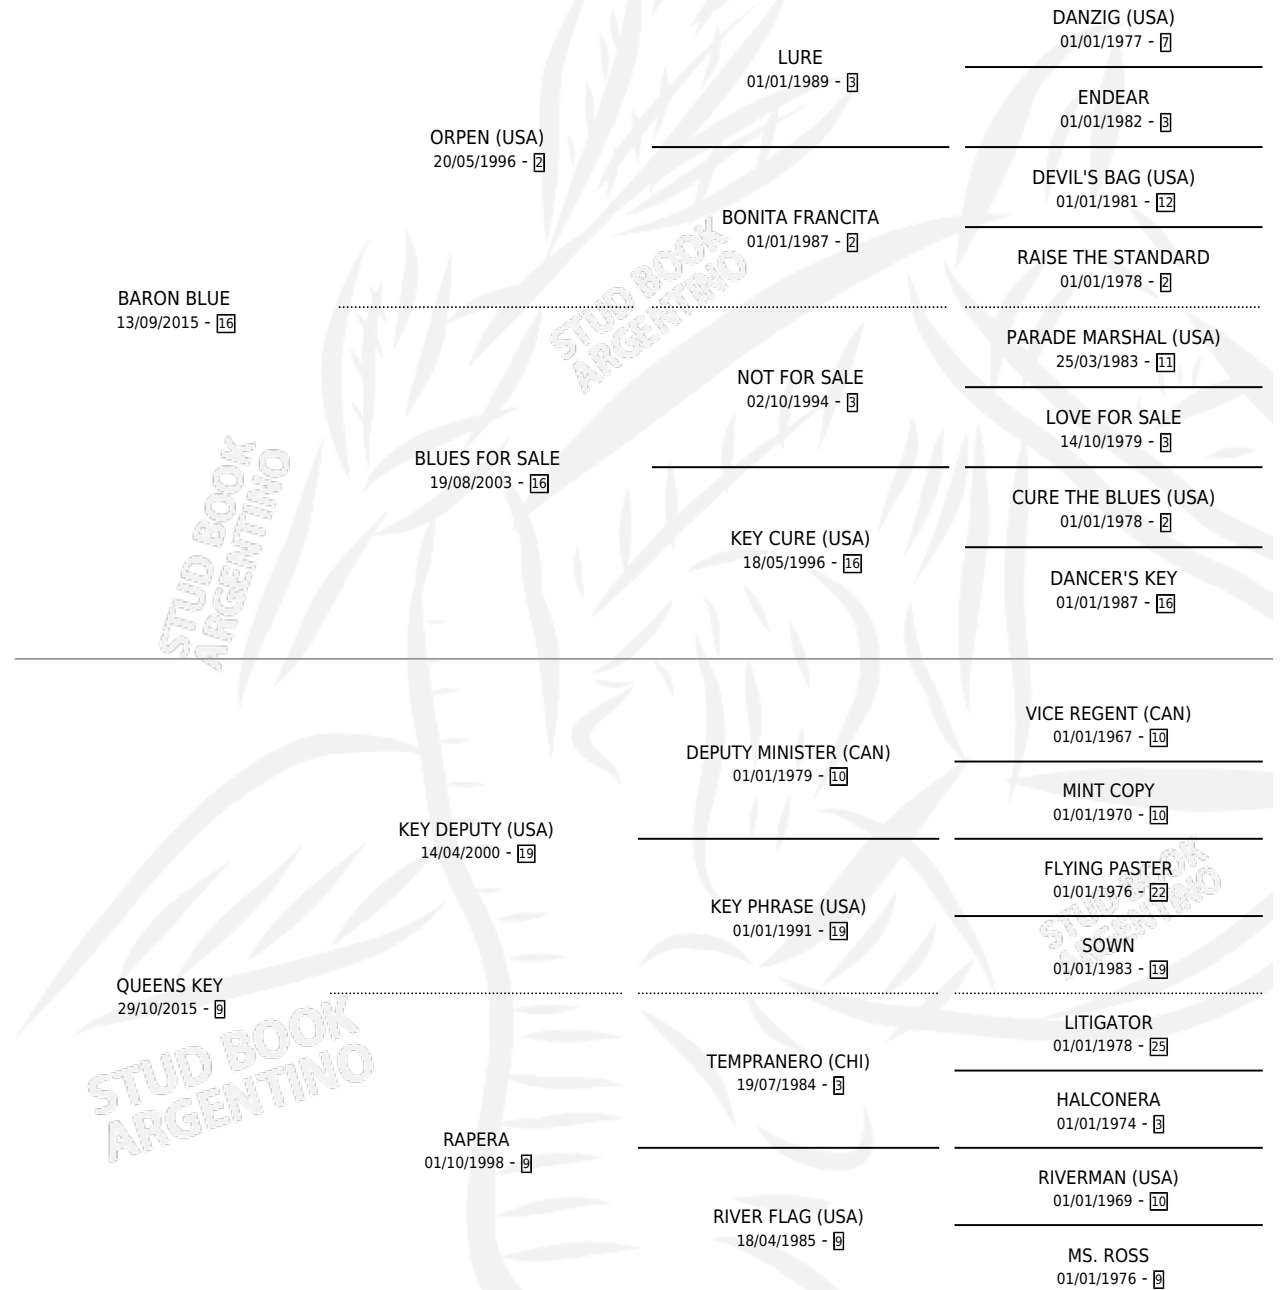 DANZIG (USA)
01/01/1977 - 7
LURE
01/01/1989 - 3
ENDEAR
01/01/1982 - 3
ORPEN (USA)
20/05/1996 - 2
DEVIL'S BAG (USA)
01/01/1981 - 12
BONITA FRANCITA
01/01/1987 - 2
RAISE THE STANDARD
01/01/1978 - 2
BARON BLUE
13/09/2015 - 16
STUD BOOK
ARGENTINO
PARADE MARSHAL (USA)
25/03/1983 - 11
NOT FOR SALE
02/10/1994 - 3
LOVE FOR SALE
14/10/1979 - 3
BLUES FOR SALE
19/08/2003 - 16
CURE THE BLUES (USA)
01/01/1978 - 2
KEY CURE (USA)
18/05/1996 - 16
DANCER'S KEY
01/01/1987 - 16
STUD BOOK
ARGENTINO
VICE REGENT (CAN)
01/01/1967 - 10
DEPUTY MINISTER (CAN)
01/01/1979 - 10
MINT COPY
01/01/1970 - 10
KEY DEPUTY (USA)
14/04/2000 - 19
FLYING PASTER
01/01/1976 - 22
KEY PHRASE (USA)
01/01/1991 - 19
STUD BOOK
ARGENTINO
SOWN
01/01/1983 - 19
QUEENS KEY
29/10/2015 - 9
STUD BOOK
ARGENTINO
LITIGATOR
01/01/1978 - 25
TEMPRANERO (CHI)
19/07/1984 - 3
HALCONERA
01/01/1974 - 3
RAPERA
01/10/1998 - 9
RIVERMAN (USA)
01/01/1969 - 10
RIVER FLAG (USA)
18/04/1985 - 9
MS. ROSS
01/01/1976 - 9